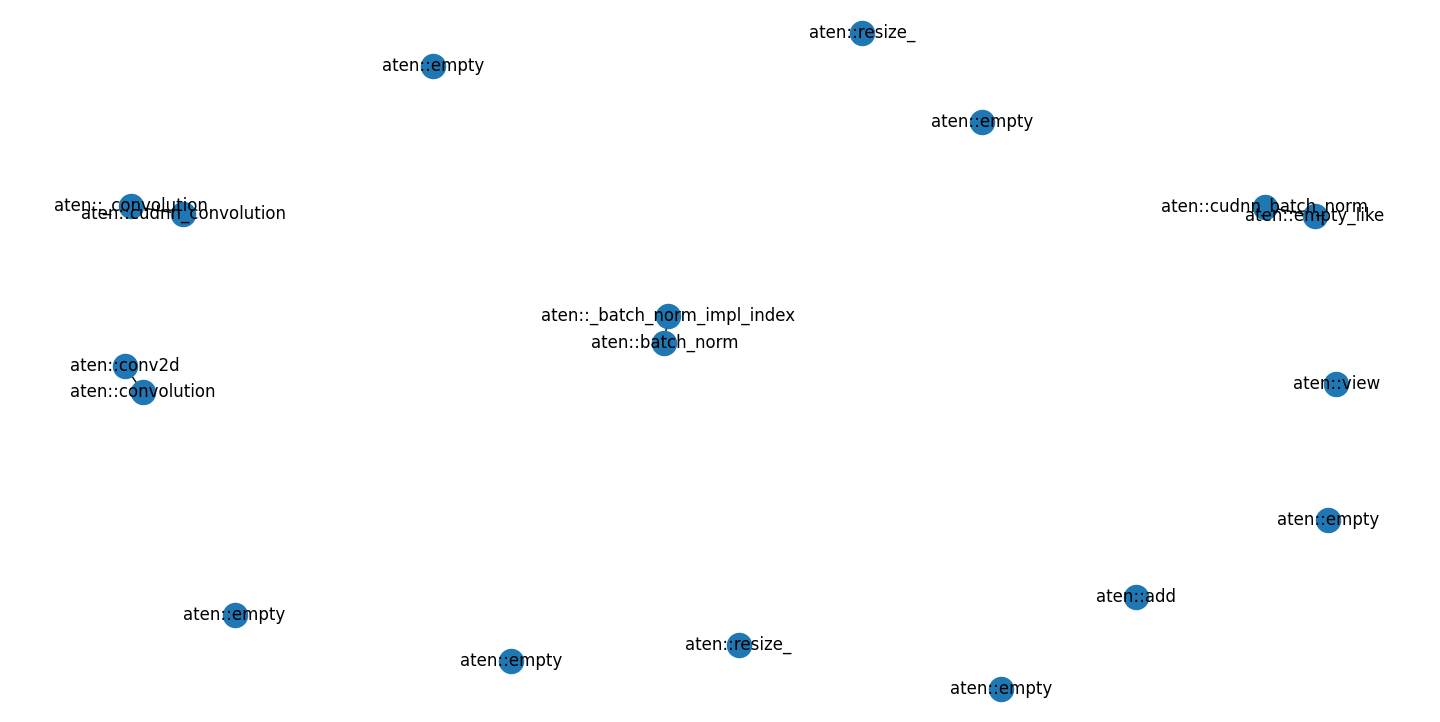 aten::resize_
aten::empty
aten::empty
aten::_convolution
aten::cudnn_convolution
aten::cudnn_batch_norm
aten::empty_like
aten::_batch_norm_impl_index
aten::batch_norm
aten::conv2d
aten::convolution
aten::view
aten::empty
aten::add
aten::empty
aten::resize_
aten::empty
aten::empty